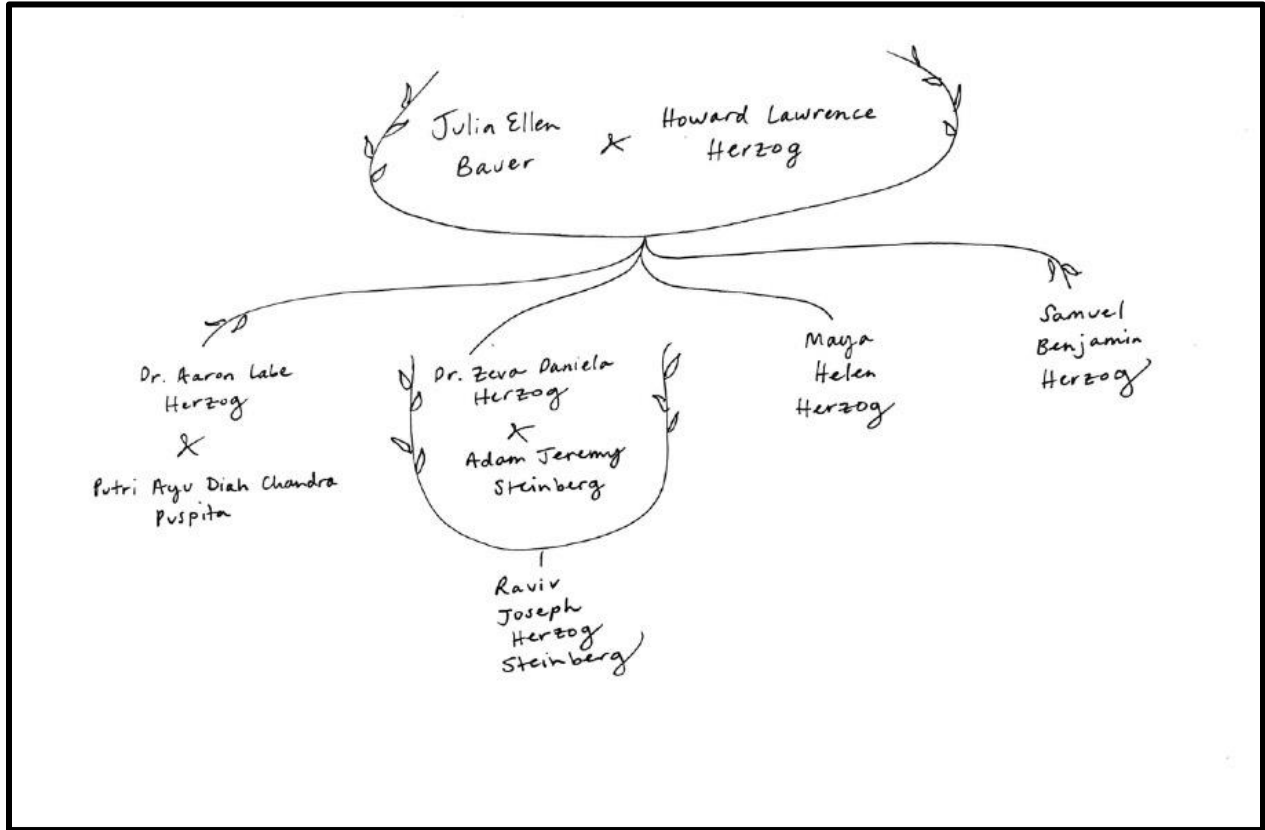 Julia Ellen
Bauer
&
Howard Lawrence
Herzog
Dr. Aaron Labe
Herzog
&
Putri Ayu Diah Chandra
Puspita
Dr. Zeva Daniela
Herzog
&
Adam Jeremy
Steinberg
Maya
Helen
Herzog
Samuel
Benjamin
Herzog
Raviv
Joseph
Herzog
Steinberg